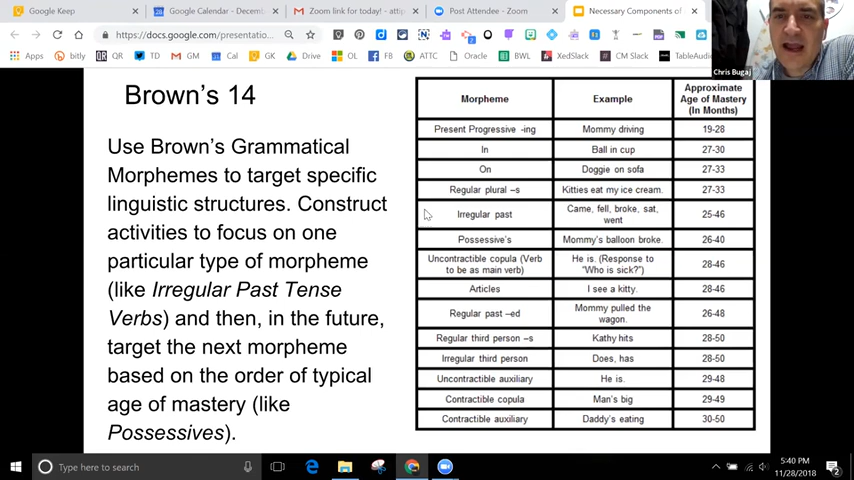 Google Keep
Google Calendar - Decemb
Zoom link for today! - attip
Post Attendee - Zoom
Necessary Components of
https://docs.google.com/presentatio...
QR
QR
TD
GM
Cal
GK
Drive
OL
FB
ATTC
Oracle
XedSlack
CM Slack
TableAudio
bitly
Chris Bugaj
Brown's 14
Use Brown's Grammatical
Morphemes to target specific
linguistic structures. Construct
activities to focus on one
particular type of morpheme
(like Irregular Past Tense
Verbs) and then, in the future,
target the next morpheme
based on the order of typical
age of mastery (like
Possessives).
Morpheme Example Approximate
Age of Mastery
(In Months)
Present Progressive -ing Mommy driving 19-28
In Ball in cup 27-30
On Doggie on sofa 27-33
Regular plural –s Kitties eat my ice cream. 27-33
Irregular past Came, fell, broke, sat, 25-46
went
Possessive's Mommy's balloon broke. 26-40
Uncontractible copula (Verb He is. (Response to 28-46
to be as main verb) "Who is sick?")
Articles I see a kitty. 28-46
Regular past –ed Mommy pulled the 26-48
wagon.
Regular third person –s Kathy hits 28-50
Irregular third person Does, has 28-50
Uncontractible auxiliary He is. 29-48
Contractible copula Man's big 29-49
Contractible auxiliary Daddy's eating 30-50
Type here to search
5:40 PM
11/28/2018
2